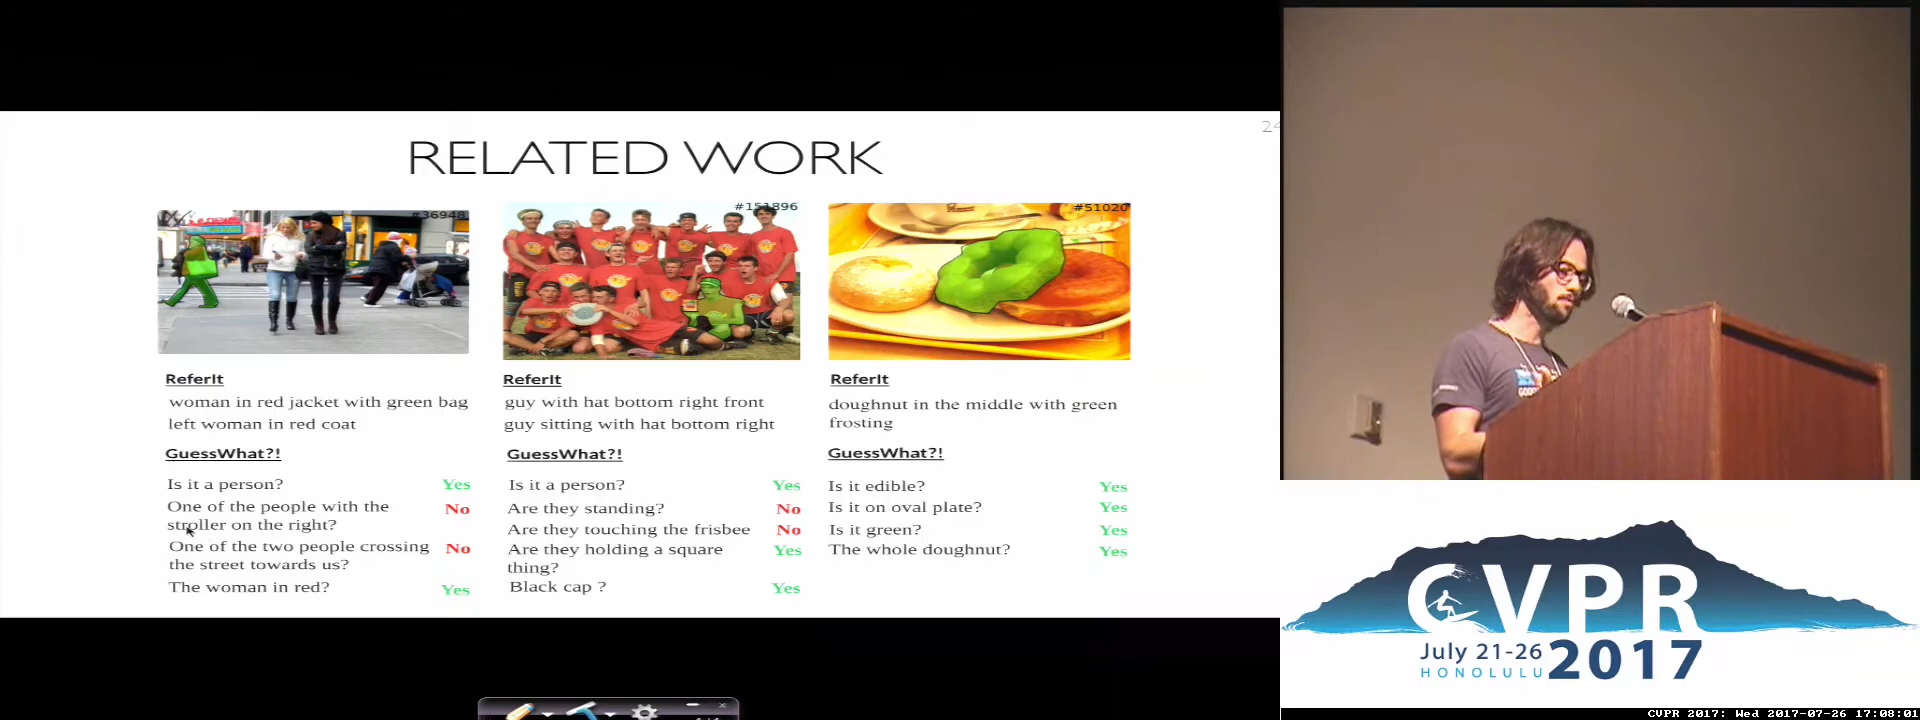 24
RELATED WORK
#36948
#151896
#51020
ReferIt
woman in red jacket with green bag
left woman in red coat
GuessWhat?!
Is it a person? Yes
One of the people with the
stroller on the right? No
One of the two people crossing
the street towards us? No
The woman in red? Yes
ReferIt
guy with hat bottom right front
guy sitting with hat bottom right
GuessWhat?!
Is it a person? Yes
Are they standing? No
Are they touching the frisbee No
Are they holding a square
thing? Yes
Black cap ? Yes
ReferIt
doughnut in the middle with green
frosting
GuessWhat?!
Is it edible? Yes
Is it on oval plate? Yes
Is it green? Yes
The whole doughnut? Yes
CVPR
July 21-26
HONOLULU
2017
CVPR 2017: Wed 2017-07-26 17:08:01